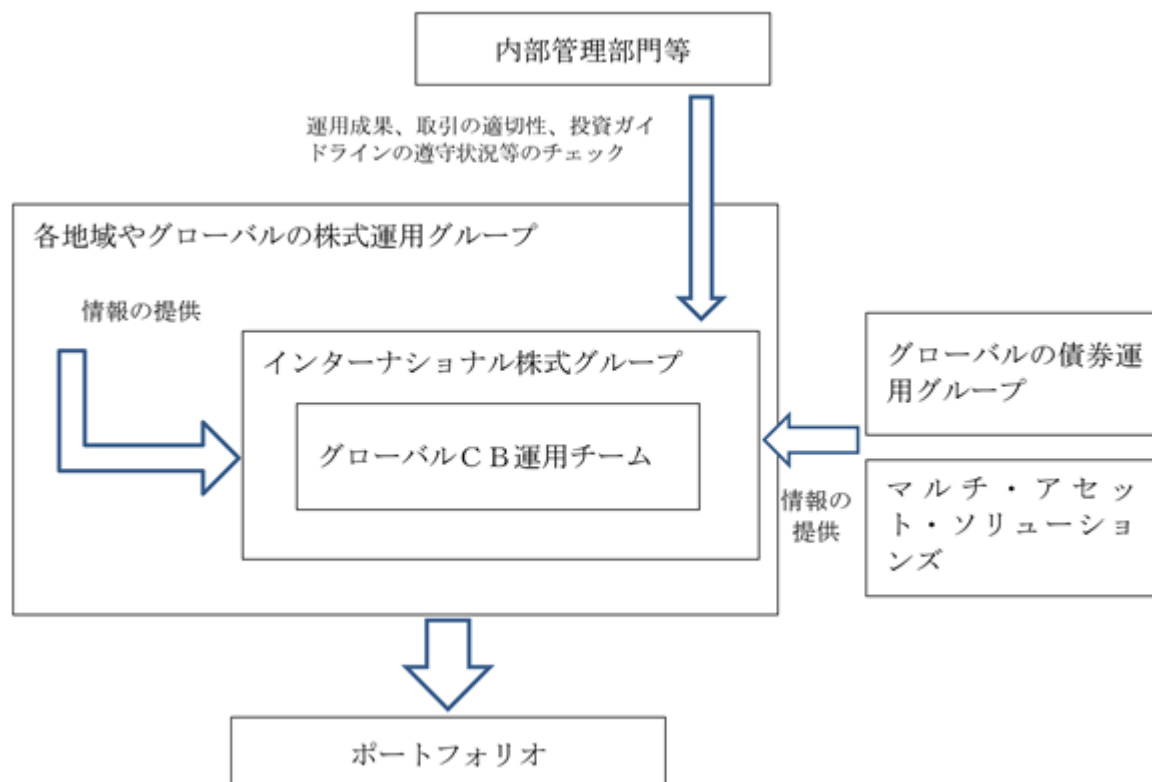 内部管理部門等
運用成果、取引の適切性、投資ガイ
ドラインの遵守状況等のチェック
各地域やグローバルの株式運用グループ
情報の提供
インターナショナル株式グループ
グローバルＣＢ運用チーム
グローバルの債券運
用グループ
情報の
提供
マルチ・アセッ
ト・ソリューショ
ンズ
ポートフォリオ